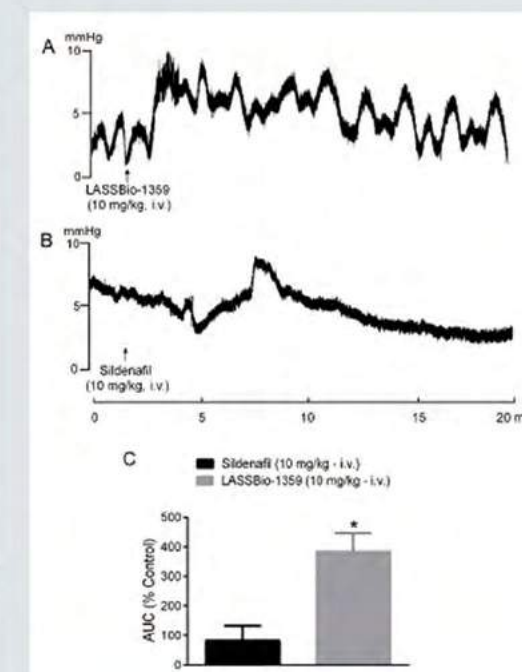 A
mmHg
10
5
0
LASSBio-1359
(10 mg/kg, i.v.)
B
mmHg
10
5
0
Sildenafil
(10 mg/kg, i.v.)
0 5 10 15 20 m
C
Sildenafil (10 mg/kg - i.v.)
LASSBio-1359 (10 mg/kg - i.v.)
AUC (% Control)
500
400
300
200
100
0
*